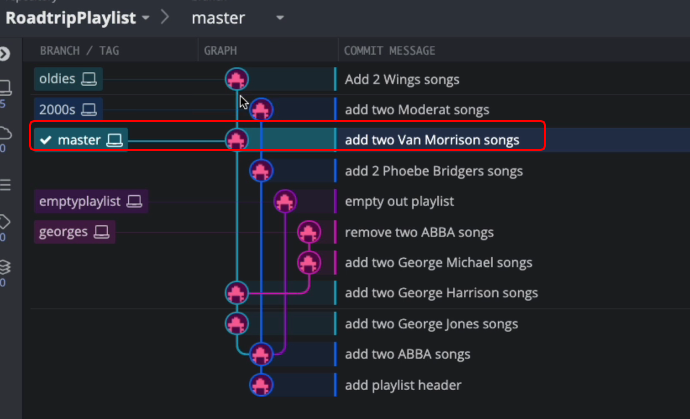 RoadtripPlaylist master
BRANCH / TAG GRAPH COMMIT MESSAGE
oldies Add 2 Wings songs
2000s add two Moderat songs
master add two Van Morrison songs
add 2 Phoebe Bridgers songs
emptyplaylist empty out playlist
georges remove two ABBA songs
add two George Michael songs
add two George Harrison songs
add two George Jones songs
add two ABBA songs
add playlist header